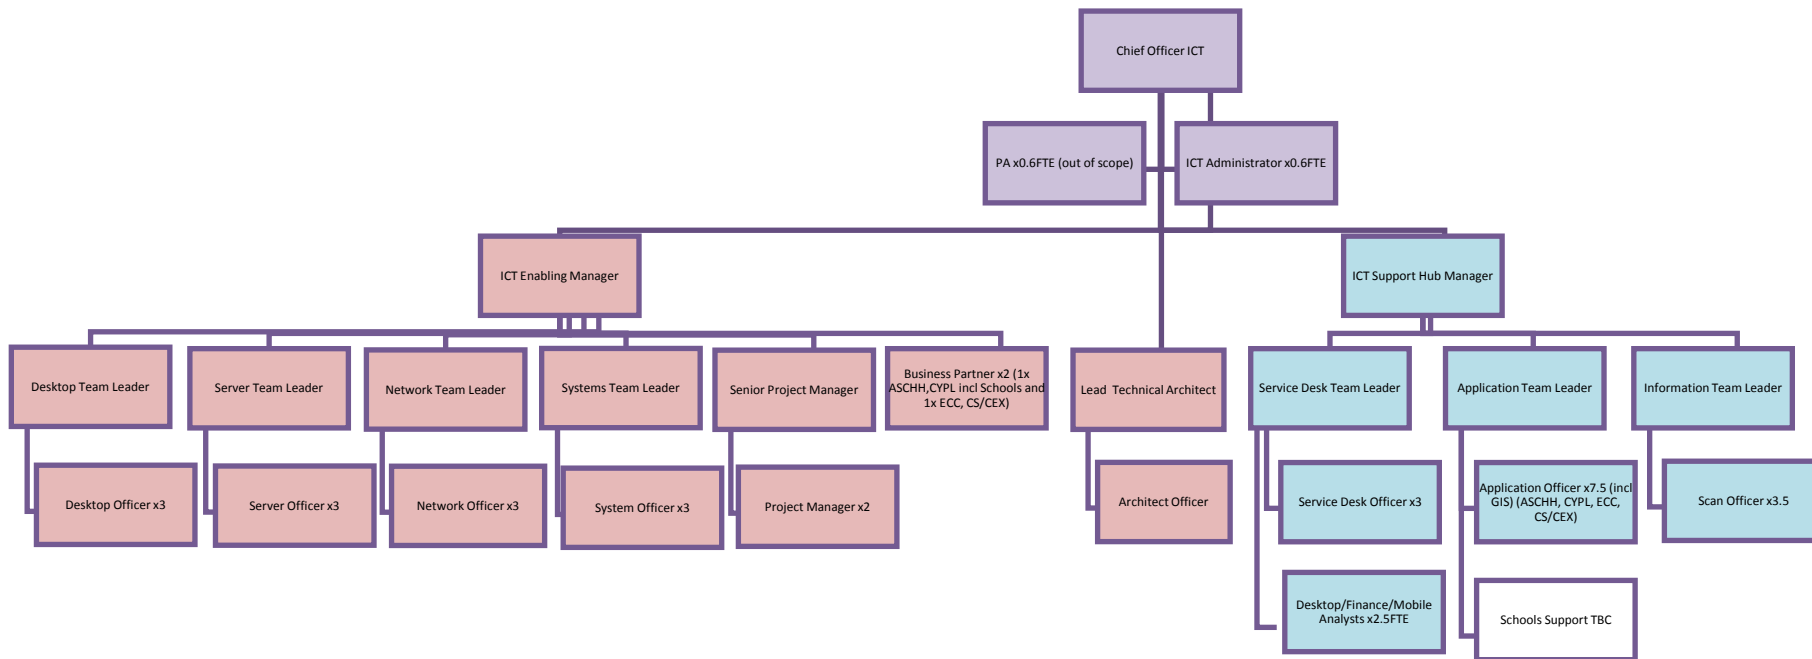 Chief Officer ICT
PA x0.6FTE (out of scope)
ICT Administrator x0.6FTE
ICT Enabling Manager
ICT Support Hub Manager
Desktop Team Leader
Server Team Leader
Network Team Leader
Systems Team Leader
Senior Project Manager
Business Partner x2 (1x
ASCHH,CYPL incl Schools and
1x ECC, CS/CEX)
Lead Technical Architect
Service Desk Team Leader
Application Team Leader
Information Team Leader
Desktop Officer x3
Server Officer x3
Network Officer x3
System Officer x3
Project Manager x2
Architect Officer
Service Desk Officer x3
Application Officer x7.5 (incl
GIS) (ASCHH, CYPL, ECC,
CS/CEX)
Scan Officer x3.5
Desktop/Finance/Mobile
Analysts x2.5FTE
Schools Support TBC